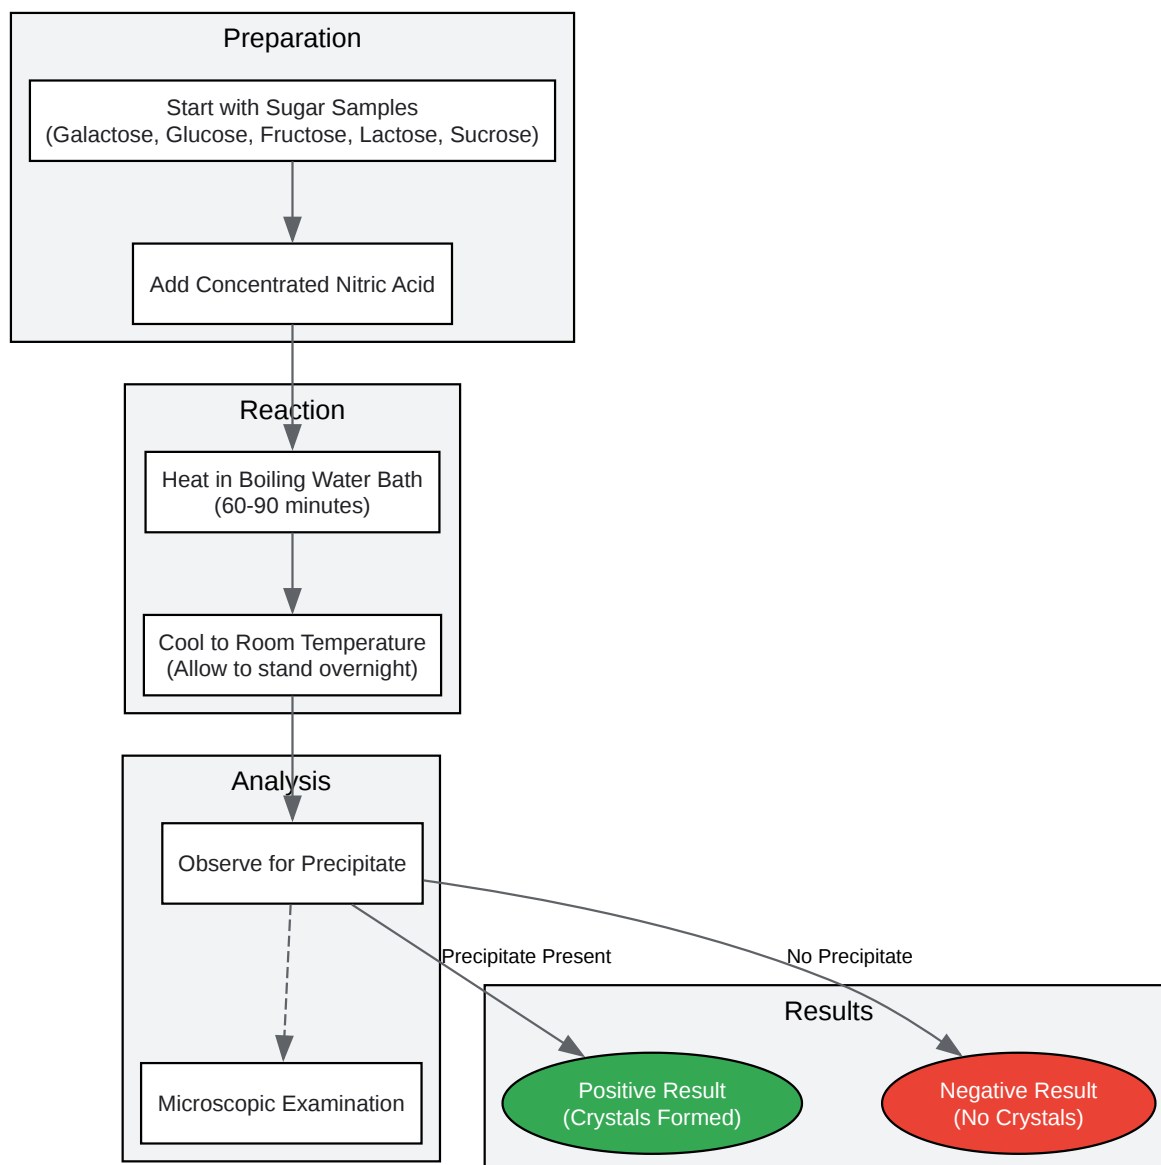 Preparation
Start with Sugar Samples
(Galactose, Glucose, Fructose, Lactose, Sucrose)
Add Concentrated Nitric Acid
Reaction
Heat in Boiling Water Bath
(60-90 minutes)
Cool to Room Temperature
(Allow to stand overnight)
Analysis
Observe for Precipitate
Precipitate Present
No Precipitate
Microscopic Examination
Results
Positive Result
(Crystals Formed)
Negative Result
(No Crystals)